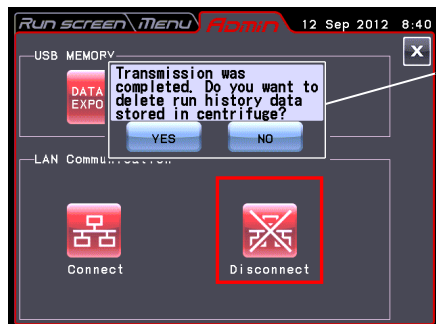 Run screen Menu Admin 12 Sep 2012 8:40
X
USB MEMORY
Transmission was
completed. Do you want to
delete run history data
stored in centrifuge?
DATA
EXPO
YES NO
LAN
Connect Disconnect